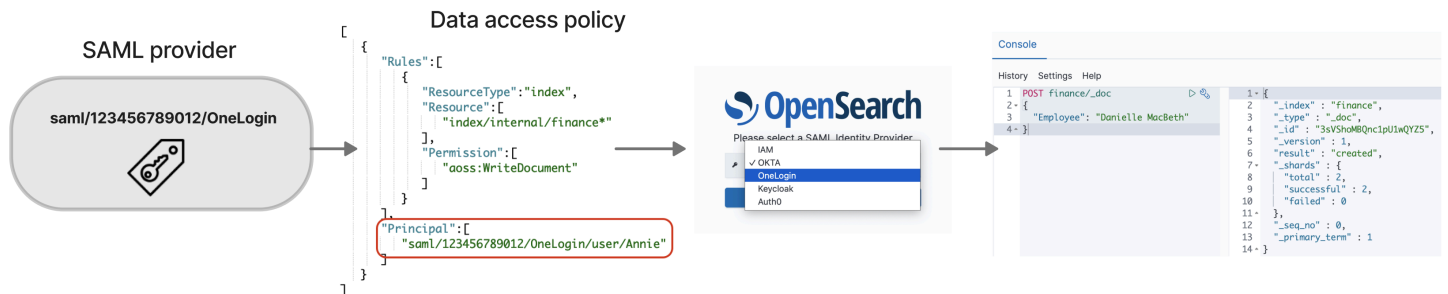 SAML provider
saml/123456789012/OneLogin
Data access policy
[
{
"Rules":[
{
"ResourceType":"index",
"Resource":[
"index/internal/finance*"
],
"Permission":[
"aoss:WriteDocument"
]
}
],
"Principal":[
"saml/123456789012/OneLogin/user/Annie"
]
}
]
OpenSearch
Please select a SAML Identity Provider
IAM
✓ OKTA
OneLogin
Keycloak
Auth0
Console
History Settings Help
1 POST finance/_doc
2 {
3 "Employee": "Danielle MacBeth"
4 }
1 {
2 "_index" : "finance",
3 "_type" : "_doc",
4 "_id" : "3sVShoMBQnc1pU1wQYZ5",
5 "_version" : 1,
6 "result" : "created",
7 "_shards" : {
8 "total" : 2,
9 "successful" : 2,
10 "failed" : 0
11 },
12 "_seq_no" : 0,
13 "_primary_term" : 1
14 }